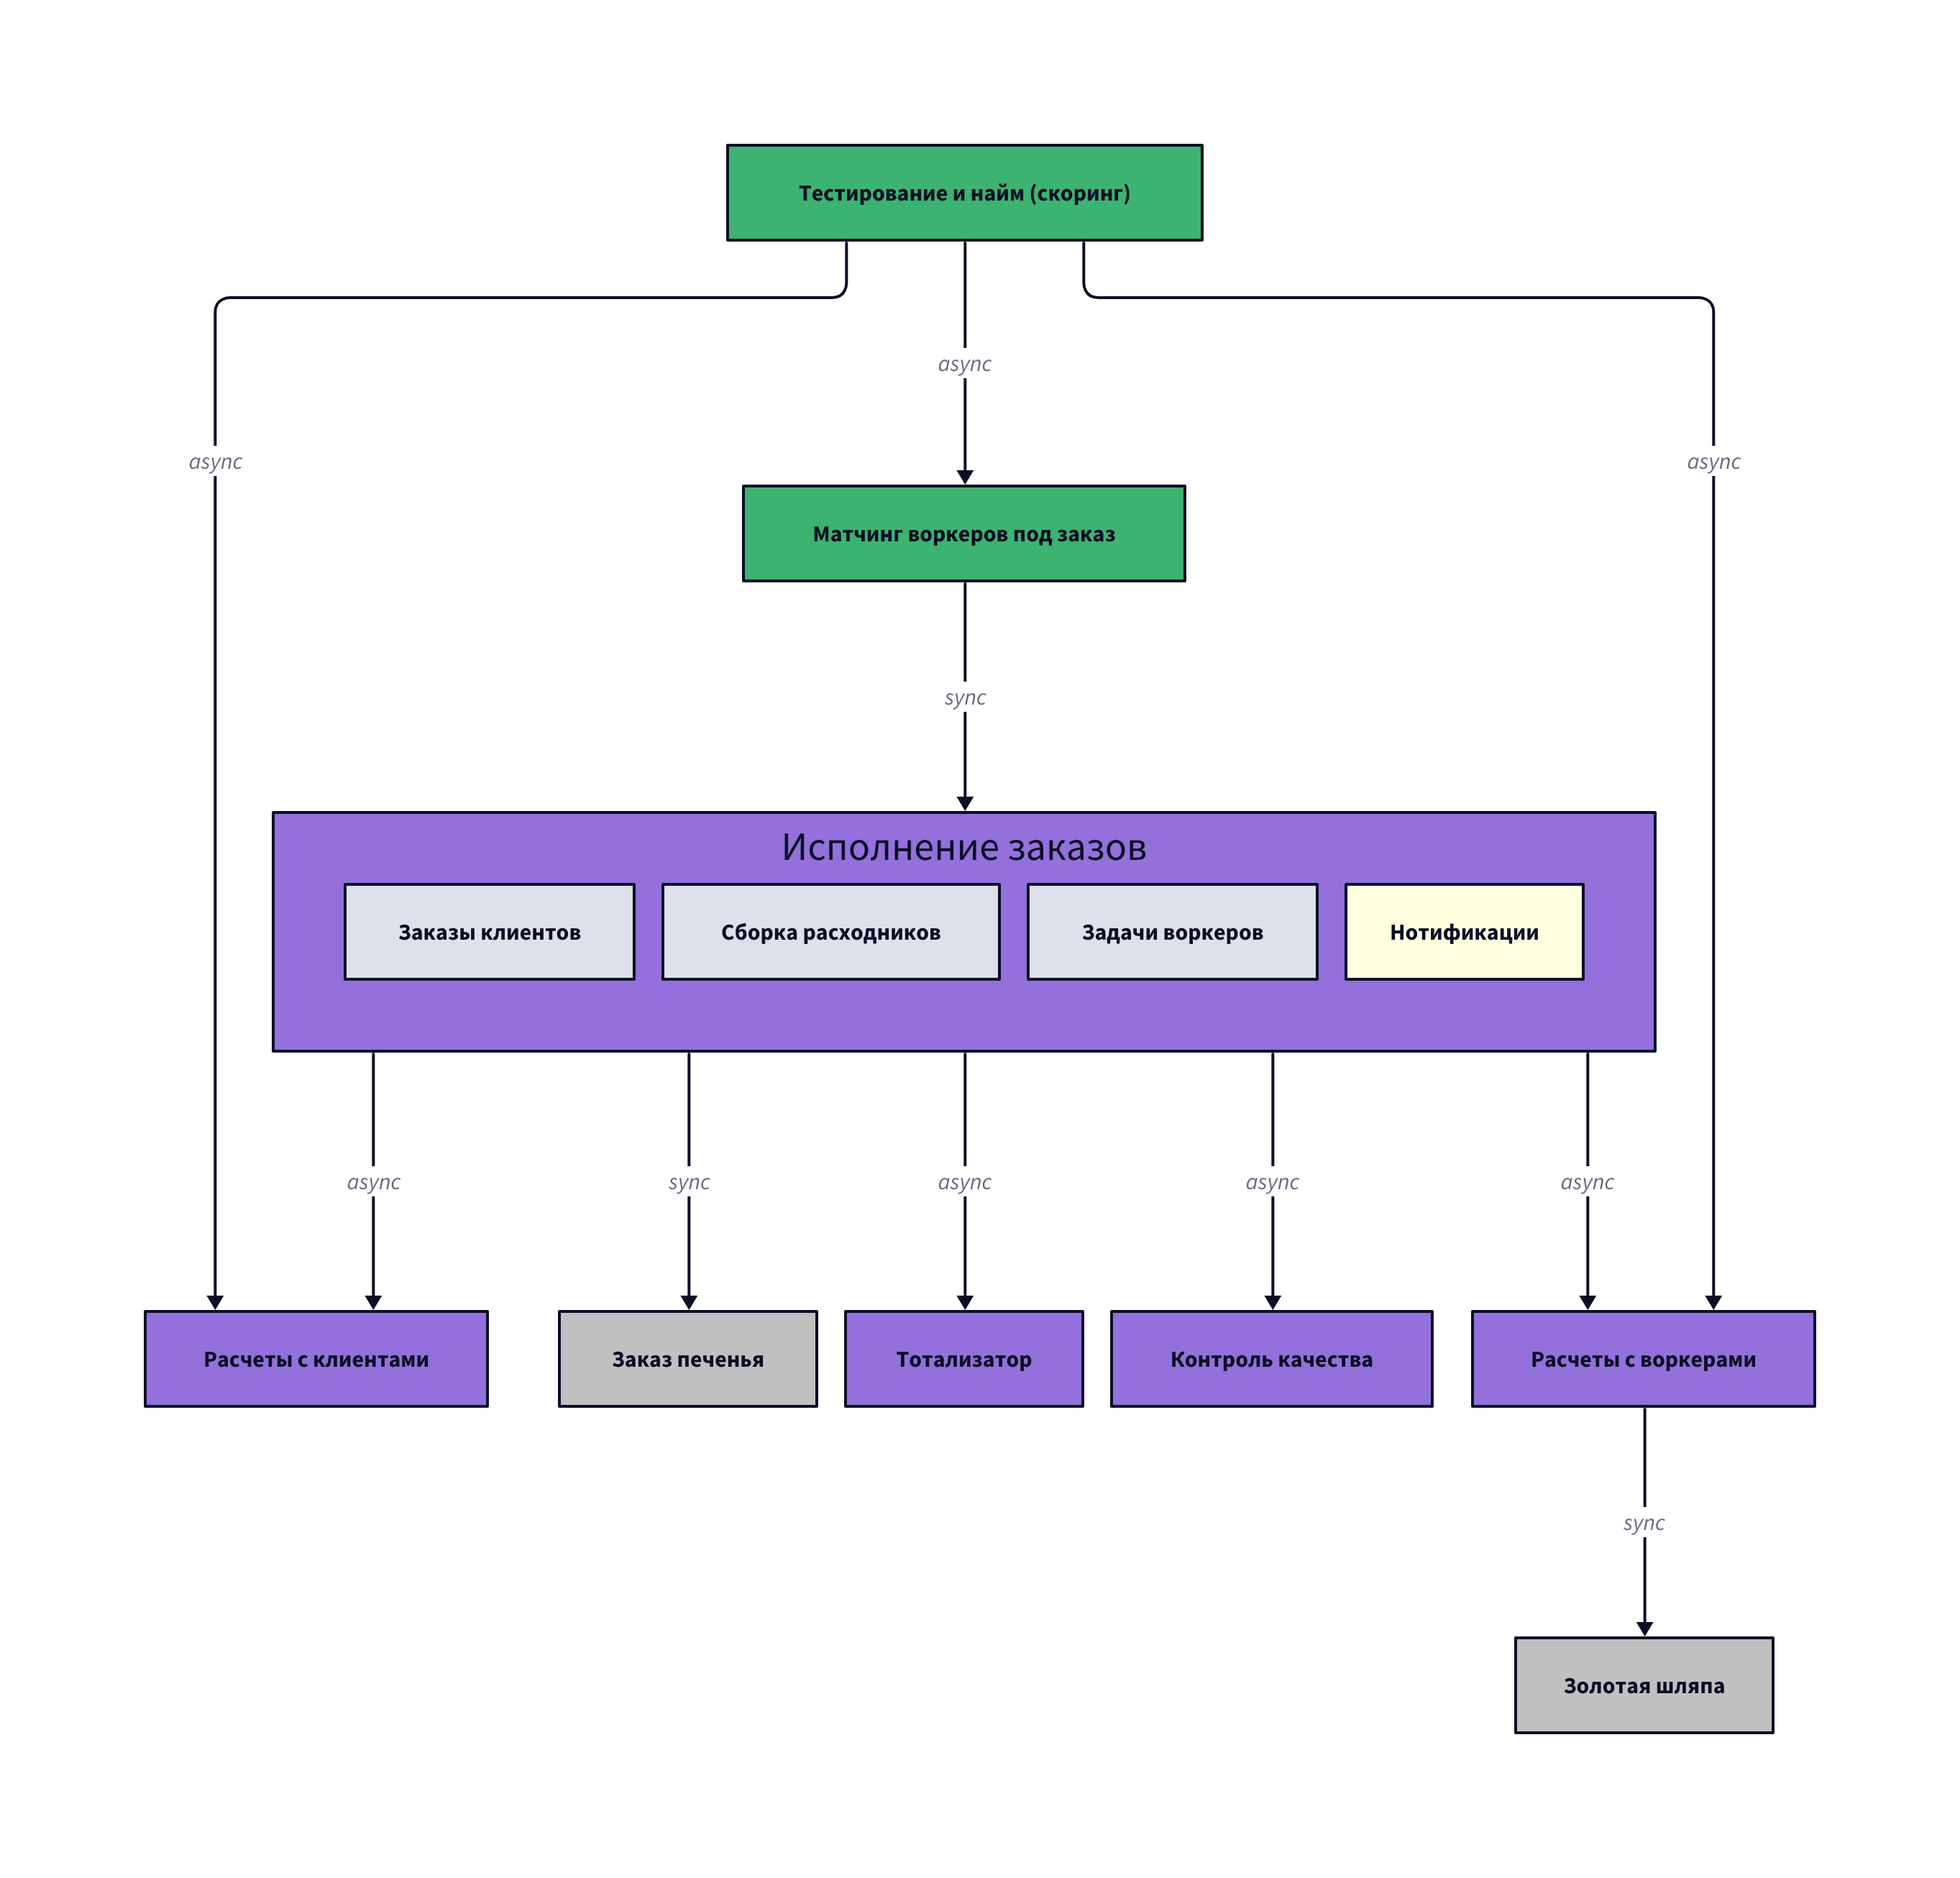 Тестирование и найм (скоринг)
async
async
async
Матчинг воркеров под заказ
sync
Исполнение заказов
Заказы клиентов
Сборка расходников
Задачи воркеров
Нотификации
async
sync
async
async
async
Расчеты с клиентами
Заказ печенья
Тотализатор
Контроль качества
Расчеты с воркерами
sync
Золотая шляпа